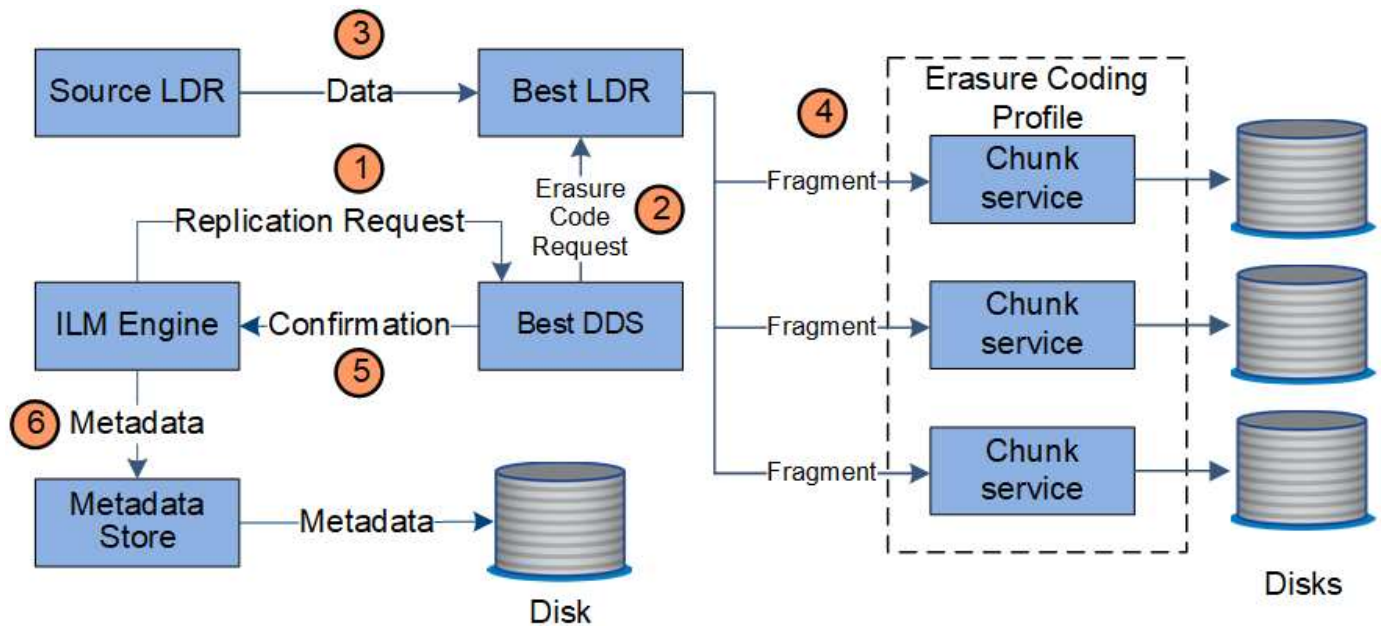 3
Source LDR
Data
Best LDR
4
Erasure Coding
Profile
Chunk
service
Fragment
1
Replication Request
Erasure
Code
Request
2
ILM Engine
Confirmation
Best DDS
5
Fragment
Chunk
service
6
Metadata
Metadata
Store
Metadata
Disk
Fragment
Chunk
service
Disks